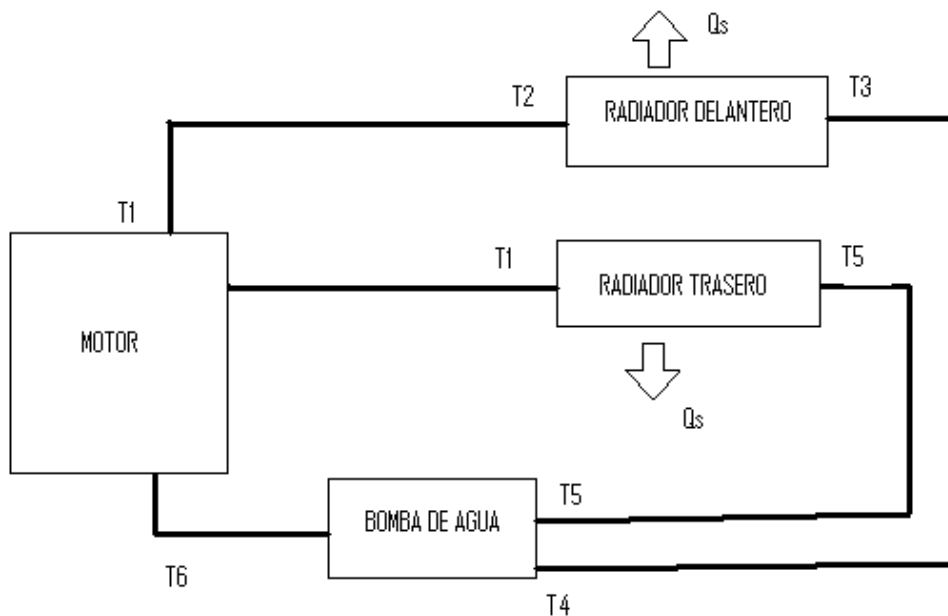 Qs
T2
RADIADOR DELANTERO
T3
T1
T1
RADIADOR TRASERO
T5
MOTOR
Qs
T5
BOMBA DE AGUA
T6
T4